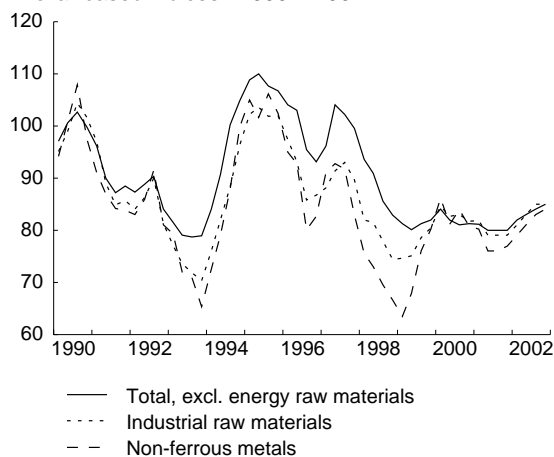 120
110
100
90
80
70
60
1990 1992 1994 1996 1998 2000 2002
Total, excl. energy raw materials
Industrial raw materials
Non-ferrous metals